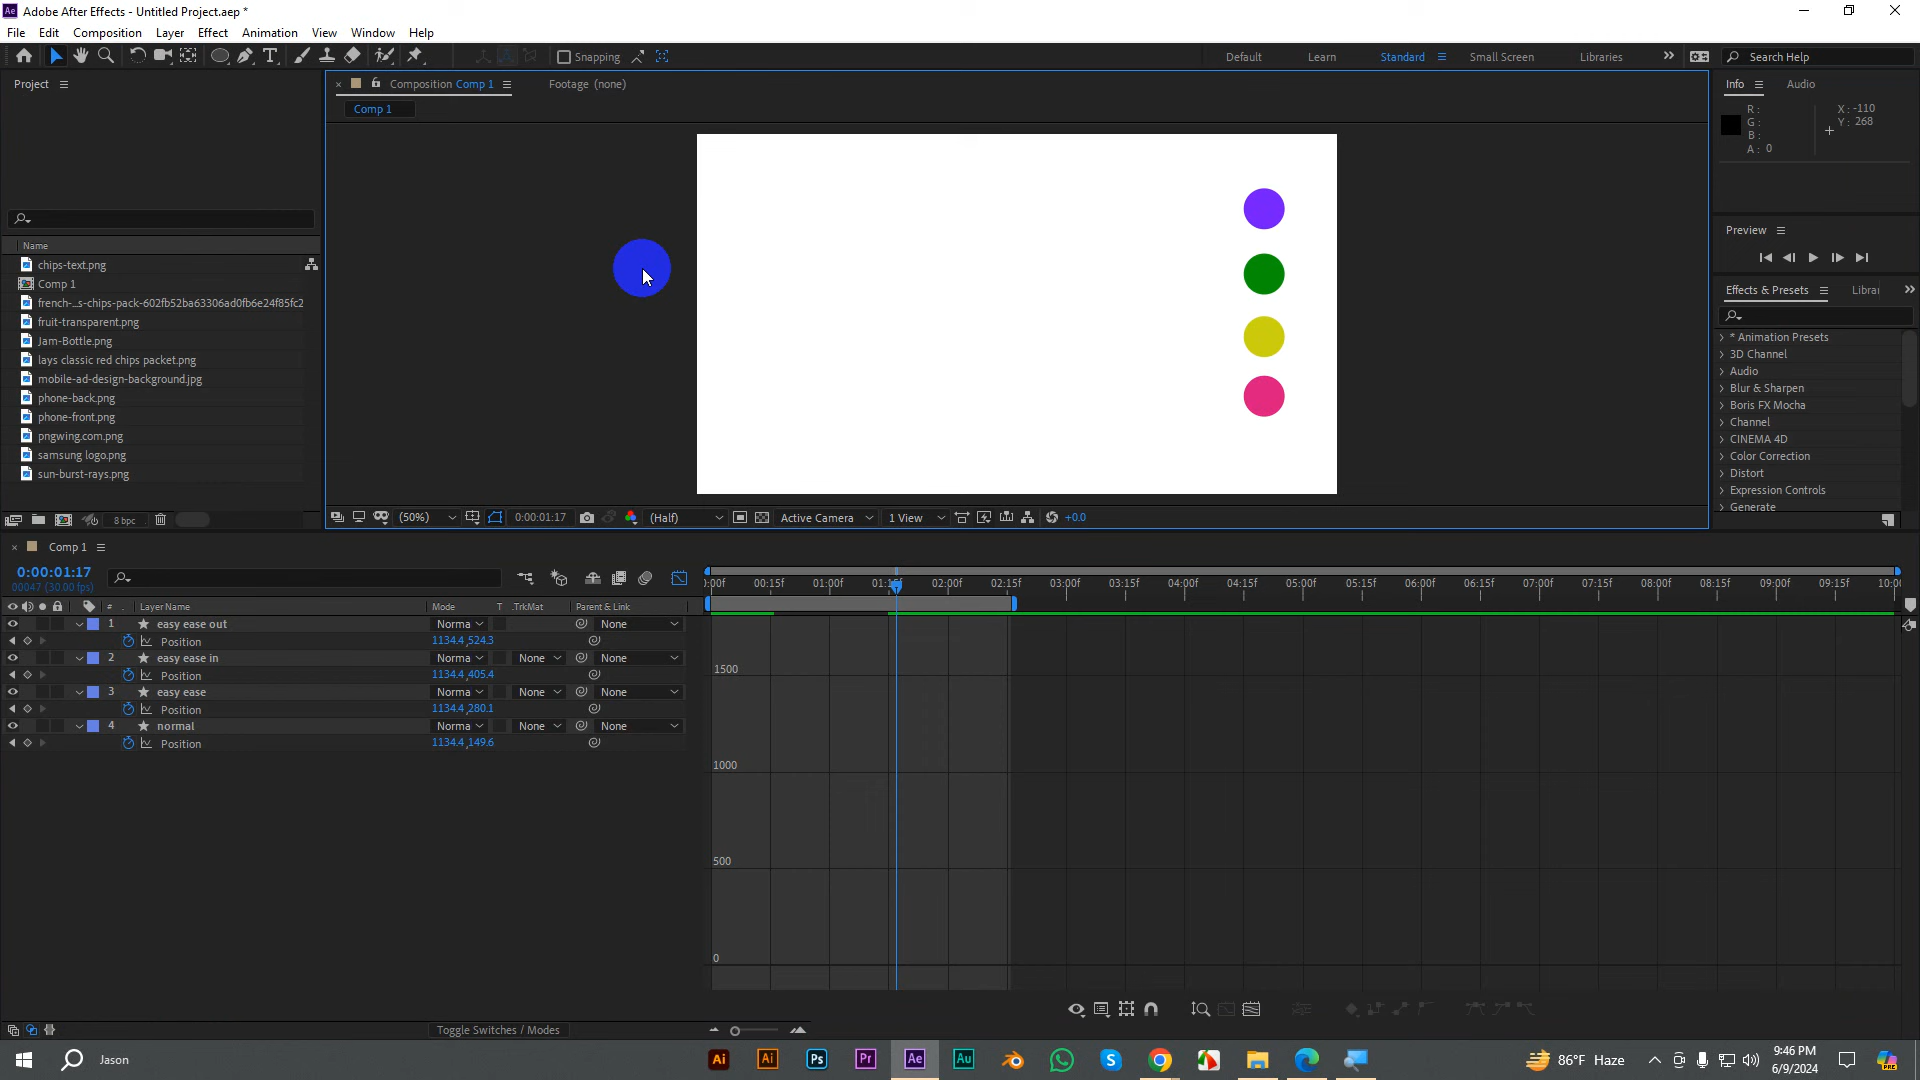 Adobe After Effects - Untitled Project.aep *
File Edit Composition Layer Effect Animation View Window Help
Snapping Default Learn Standard Small Screen Libraries Search Help
Project
Composition Comp 1 Footage (none)
Comp 1
Name
chips-text.png
Comp 1
french-...s-chips-pack-602fb52ba63306ad0fb6e24f85fc2
fruit-transparent.png
Jam-Bottle.png
lays classic red chips packet.png
mobile-ad-design-background.jpg
phone-back.png
phone-front.png
pngwing.com.png
samsung logo.png
sun-burst-rays.png
8 bpc
(50%) 0:00:01:17 (Half) Active Camera 1 View +0.0
Info Audio
R : X : -110
G : Y : 268
B :
A : 0
Preview
Effects & Presets Librar
* Animation Presets
3D Channel
Audio
Blur & Sharpen
Boris FX Mocha
Channel
CINEMA 4D
Color Correction
Distort
Expression Controls
Generate
Comp 1
0:00:01:17
00047 (30.00 fps)
# . Layer Name Mode T .TrkMat Parent & Link
1 easy ease out Norma None
Position 1134.4,524.3
2 easy ease in Norma None None
Position 1134.4,405.4
3 easy ease Norma None None
Position 1134.4,280.1
4 normal Norma None None
Position 1134.4,149.6
Toggle Switches / Modes
):00f 00:15f 01:00f 01:15f 02:00f 02:15f 03:00f 03:15f 04:00f 04:15f 05:00f 05:15f 06:00f 06:15f 07:00f 07:15f 08:00f 08:15f 09:00f 09:15f 10:0
1500
1000
500
0
Jason Ai Ai Ps Pr Ae Au 86°F Haze 9:46 PM
6/9/2024